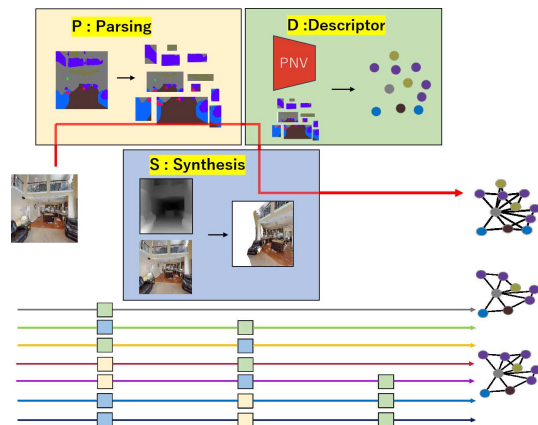 P : Parsing
D :Descriptor
PNV
S : Synthesis